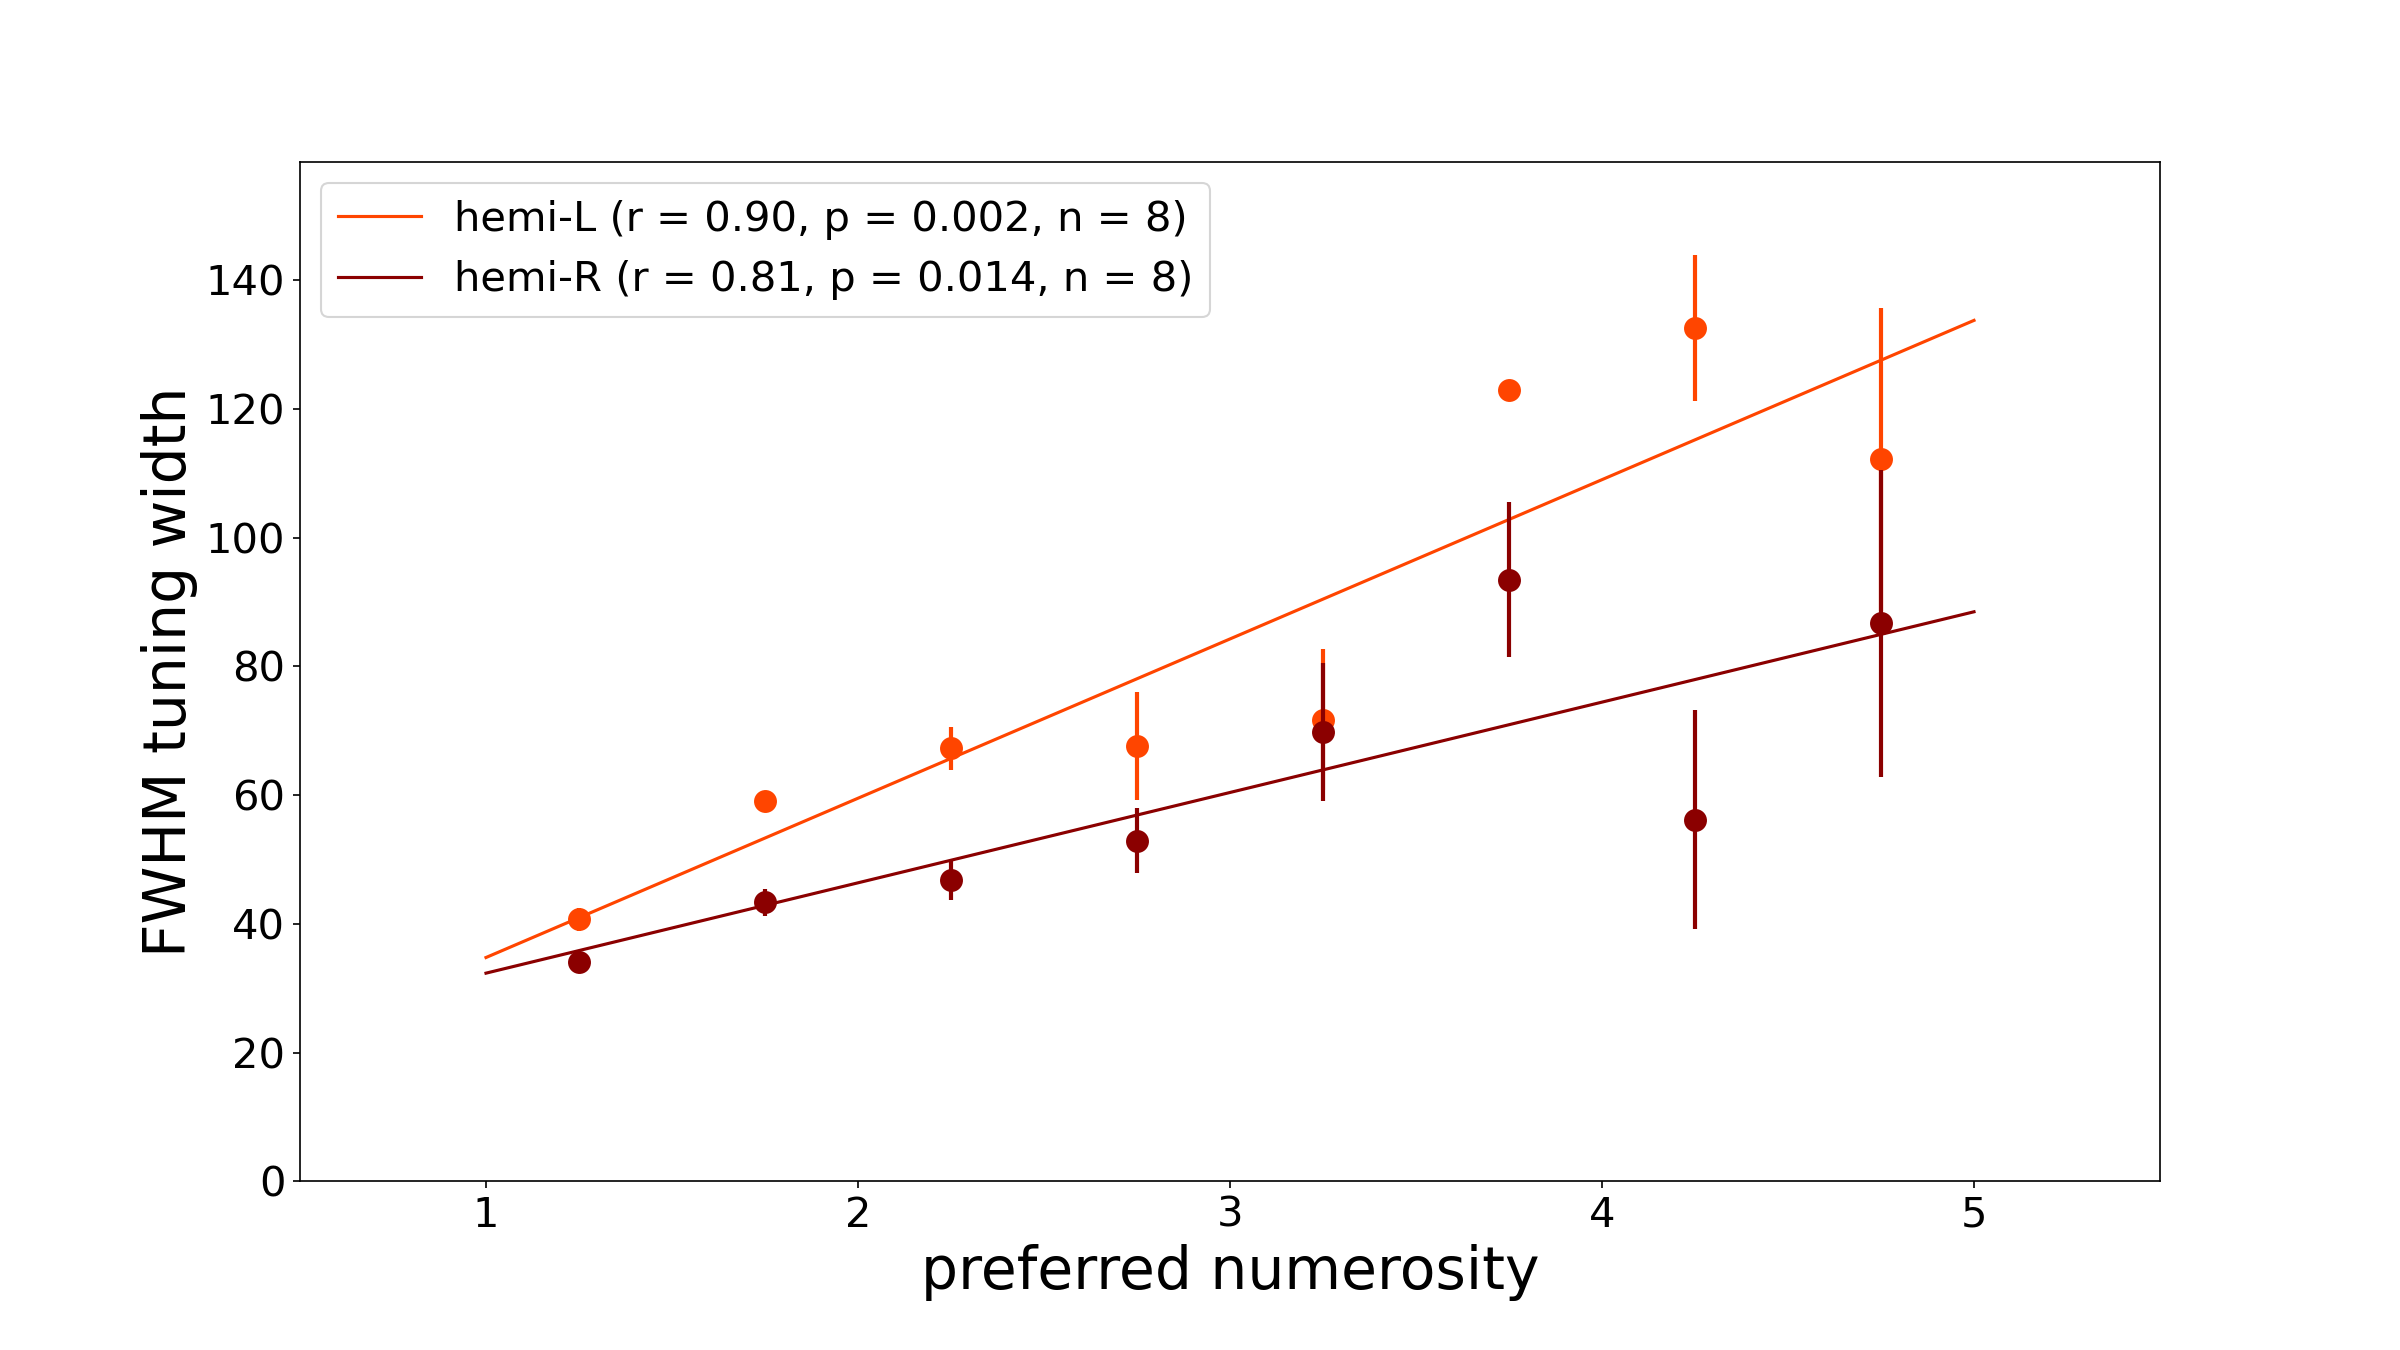 hemi-L (r = 0.90, p = 0.002, n = 8)
hemi-R (r = 0.81, p = 0.014, n = 8)
FWHM tuning width
140
120
100
80
60
40
20
0
1 2 3 4 5
preferred numerosity